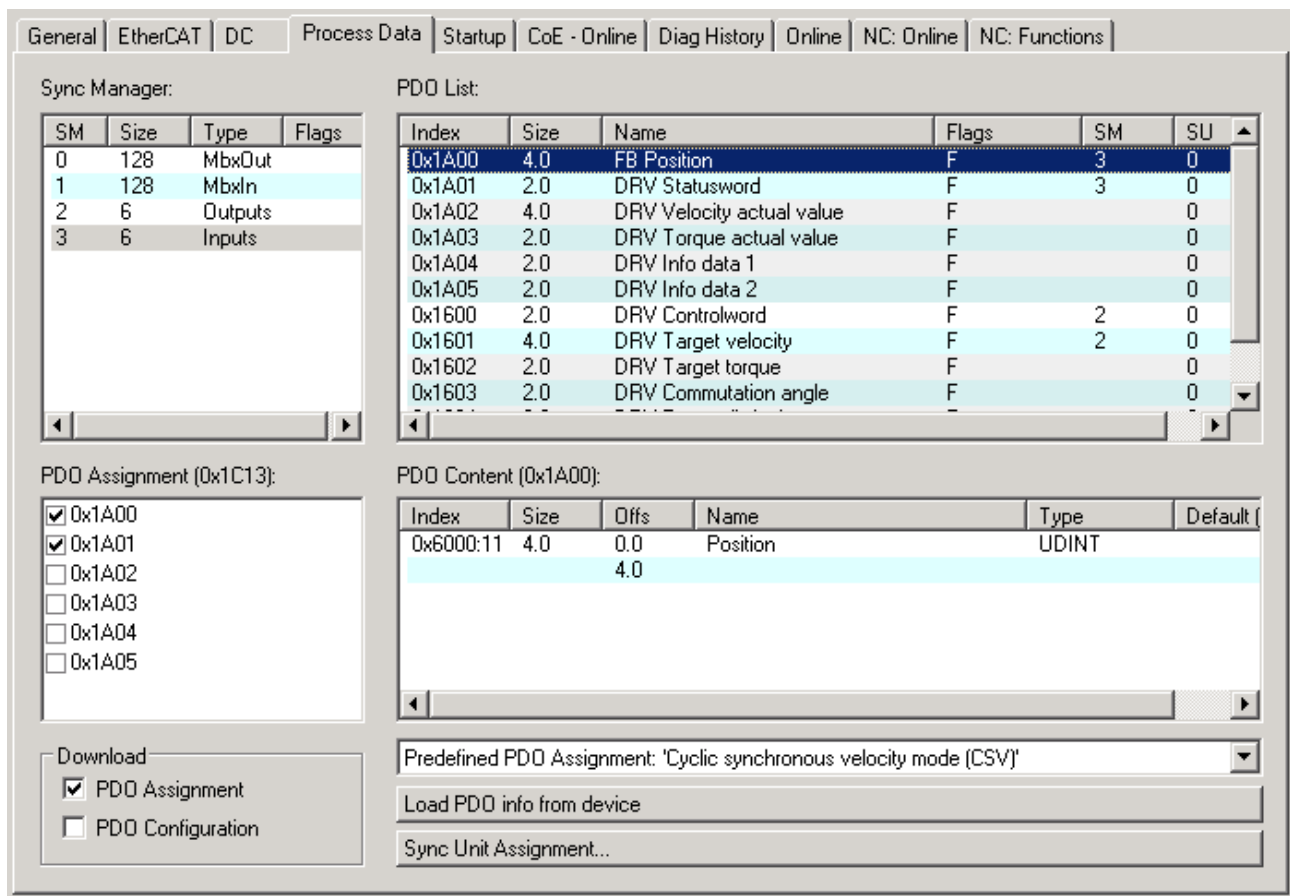 General EtherCAT DC Process Data Startup CoE - Online Diag History Online NC: Online NC: Functions
Sync Manager:
SM Size Type Flags
0 128 MbxOut
1 128 MbxIn
2 6 Outputs
3 6 Inputs
PDO List:
Index Size Name Flags SM SU
0x1A00 4.0 FB Position F 3 0
0x1A01 2.0 DRV Statusword F 3 0
0x1A02 4.0 DRV Velocity actual value F 0
0x1A03 2.0 DRV Torque actual value F 0
0x1A04 2.0 DRV Info data 1 F 0
0x1A05 2.0 DRV Info data 2 F 0
0x1600 2.0 DRV Controlword F 2 0
0x1601 4.0 DRV Target velocity F 2 0
0x1602 2.0 DRV Target torque F 0
0x1603 2.0 DRV Commutation angle F 0
PDO Assignment (0x1C13):
0x1A00
0x1A01
0x1A02
0x1A03
0x1A04
0x1A05
PDO Content (0x1A00):
Index Size Offs Name Type Default (
0x6000:11 4.0 0.0 Position UDINT
4.0
Download
PDO Assignment
PDO Configuration
Predefined PDO Assignment: 'Cyclic synchronous velocity mode (CSV)'
Load PDO info from device
Sync Unit Assignment...